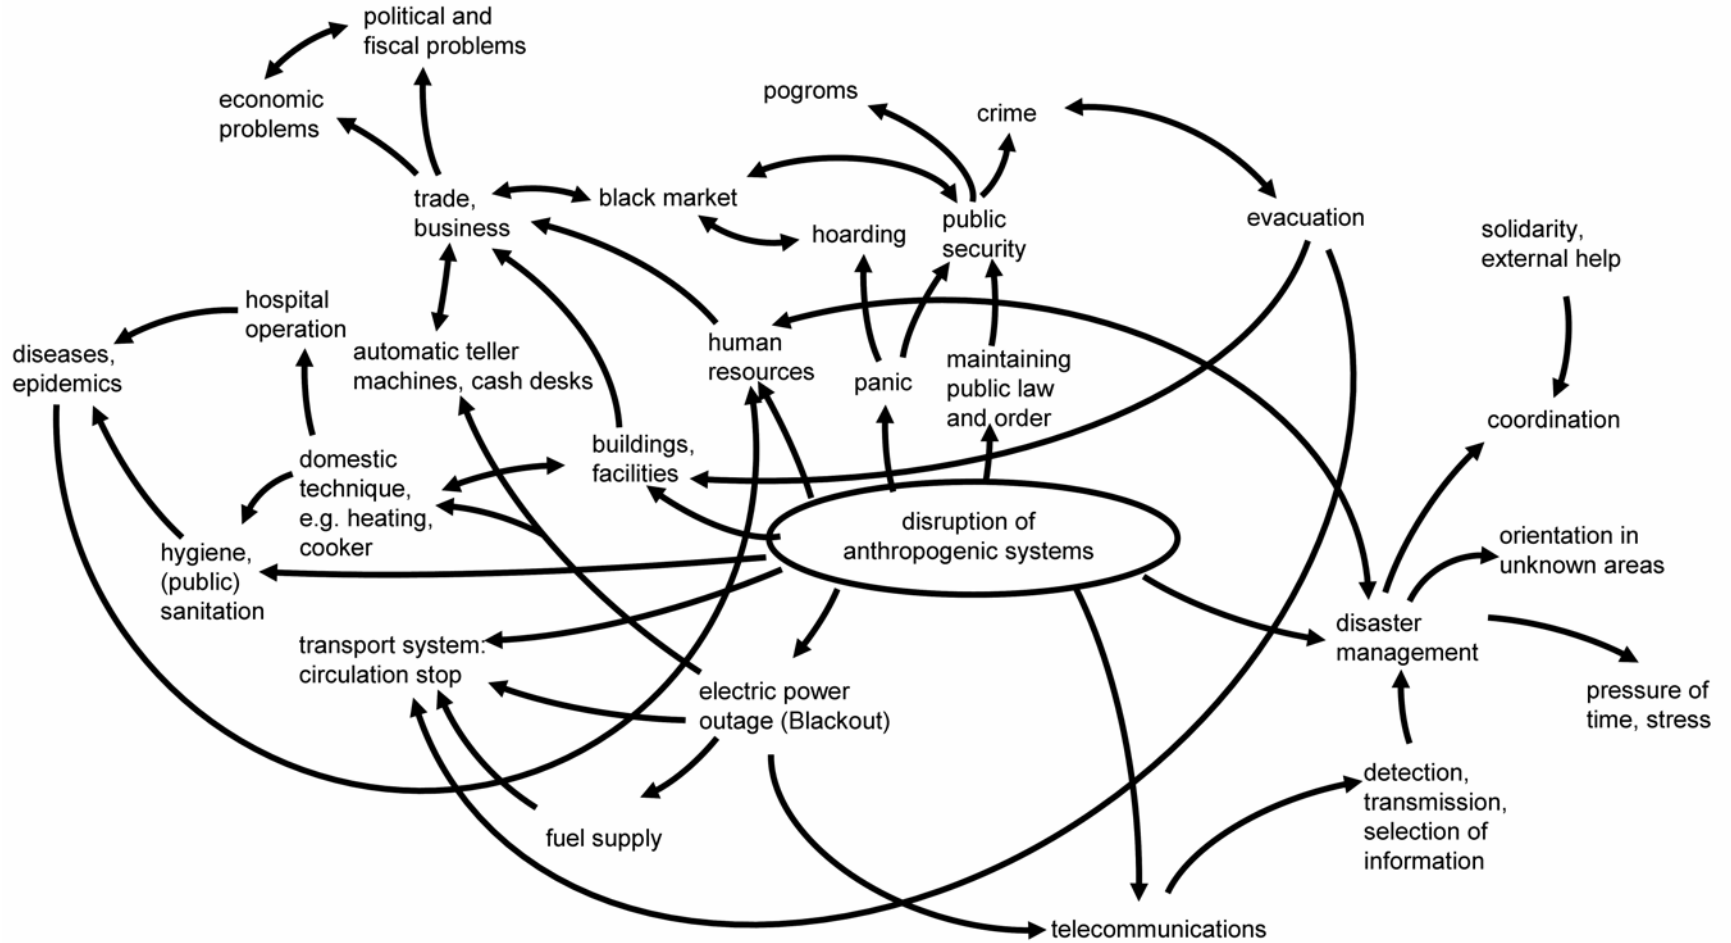 political and
fiscal problems
economic
problems
pogroms
crime
trade,
business
black market
hoarding
public
security
evacuation
solidarity,
external help
hospital
operation
diseases,
epidemics
automatic teller
machines, cash desks
human
resources
panic
maintaining
public law
and order
coordination
buildings,
facilities
domestic
technique,
e.g. heating,
cooker
disruption of
anthropogenic systems
orientation in
unknown areas
hygiene,
(public)
sanitation
transport system:
circulation stop
disaster
management
electric power
outage (Blackout)
pressure of
time, stress
detection,
transmission,
selection of
information
fuel supply
telecommunications